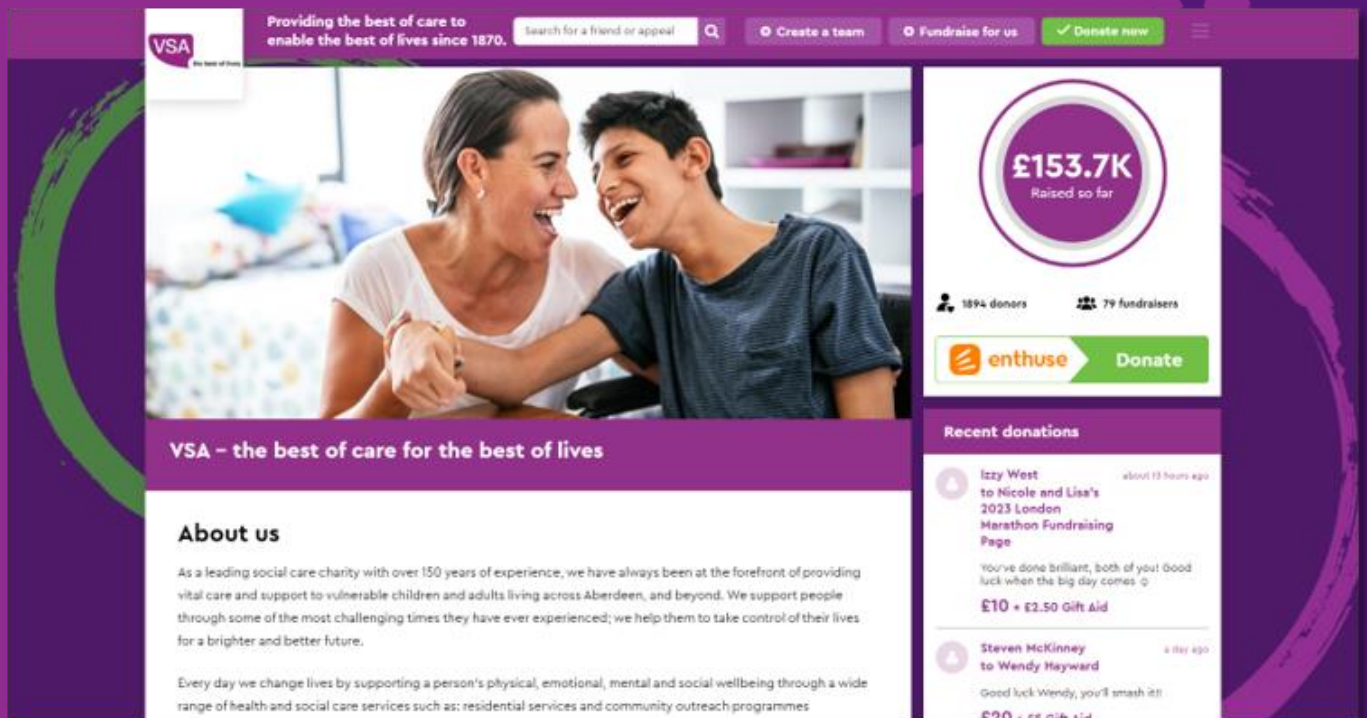 Providing the best of care to
enable the best of lives since 1870.
Search for a friend or appeal
Create a team
Fundraise for us
Donate now
VSA
the best of lives
£153.7K
Raised so far
1894 donors
79 fundraisers
enthuse
Donate
VSA – the best of care for the best of lives
About us
As a leading social care charity with over 150 years of experience, we have always been at the forefront of providing
vital care and support to vulnerable children and adults living across Aberdeen, and beyond. We support people
through some of the most challenging times they have ever experienced; we help them to take control of their lives
for a brighter and better future.
Every day we change lives by supporting a person's physical, emotional, mental and social wellbeing through a wide
range of health and social care services such as: residential services and community outreach programmes
Recent donations
Izzy West
about 13 hours ago
to Nicole and Lisa's
2023 London
Marathon Fundraising
Page
You've done brilliant, both of you! Good
luck when the big day comes
£10 + £2.50 Gift Aid
Steven McKinney
a day ago
to Wendy Hayward
Good luck Wendy, you'll smash it!!
£20 + £5 Gift Aid